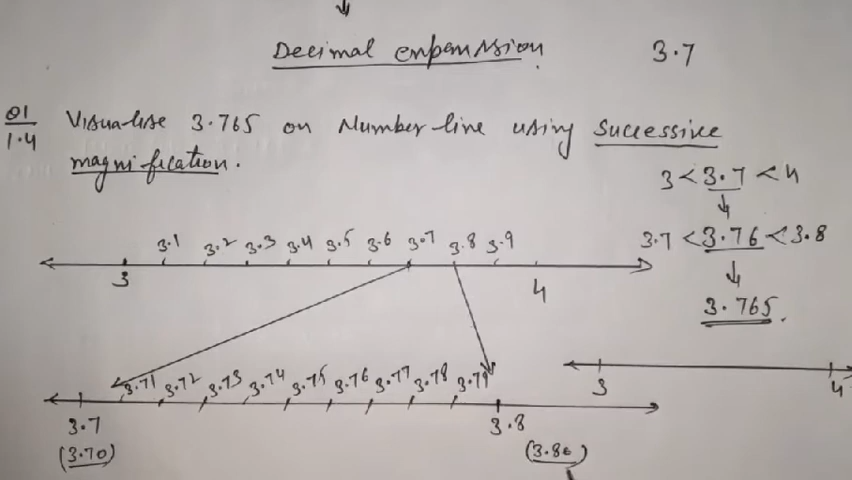 Decimal expansion
3.7
Q1
1.4
Visualise 3.765 on Number line using Successive
magnification.
3 < 3.7 < 4
3.7 < 3.76 < 3.8
3.765.
3.1 3.2 3.3 3.4 3.5 3.6 3.7 3.8 3.9
3 4
3.71 3.72 3.73 3.74 3.75 3.76 3.77 3.78 3.79
3.7 3.8
(3.70) (3.80)
3 4